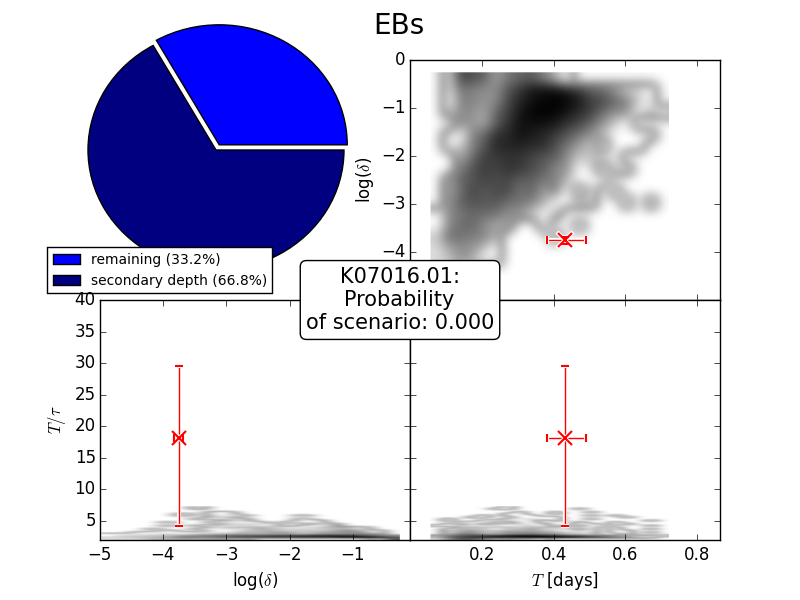 EBs
remaining (33.2%)
secondary depth (66.8%)
0
−1
−2
−3
−4
log(δ)
K07016.01:
Probability
of scenario: 0.000
40
35
30
25
20
15
10
5
T/τ
−5 −4 −3 −2 −1
log(δ)
0.2 0.4 0.6 0.8
T [days]